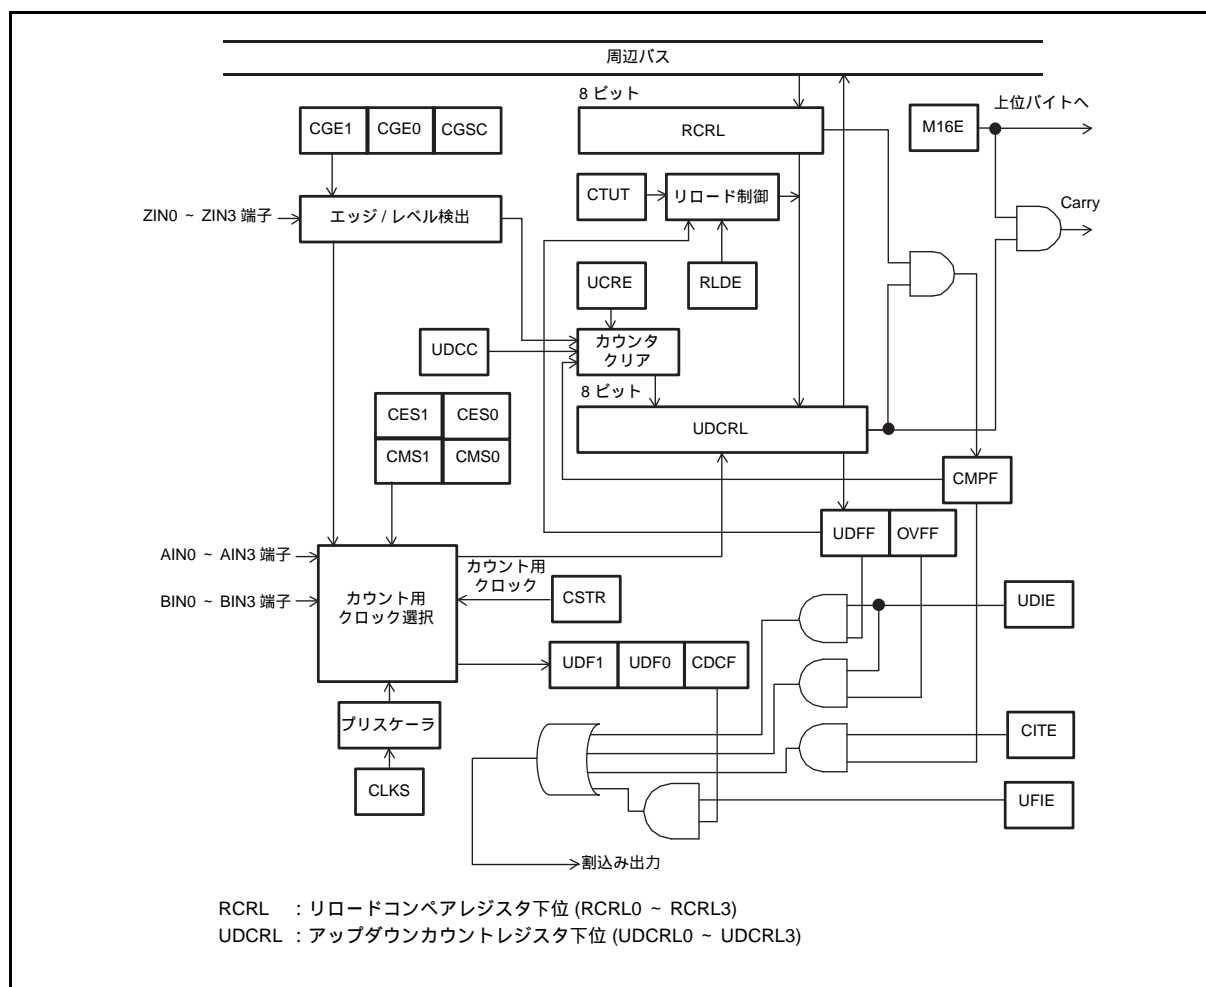 周辺バス
8 ビット
上位バイトへ
CGE1 CGE0 CGSC
RCRL
M16E
CTUT
リロード制御
ZIN0 ~ ZIN3 端子
エッジ / レベル検出
Carry
UCRE
RLDE
UDCC
カウンタ
クリア
8 ビット
CES1 CES0
UDCRL
CMS1 CMS0
CMPF
UDFF OVFF
AIN0 ~ AIN3 端子
カウント用
クロック
BIN0 ~ BIN3 端子
カウント用
クロック選択
CSTR
UDIE
UDF1 UDF0 CDCF
プリスケーラ
CITE
CLKS
UFIE
割込み出力
RCRL : リロードコンペアレジスタ下位 (RCRL0 ~ RCRL3)
UDCRL : アップダウンカウントレジスタ下位 (UDCRL0 ~ UDCRL3)